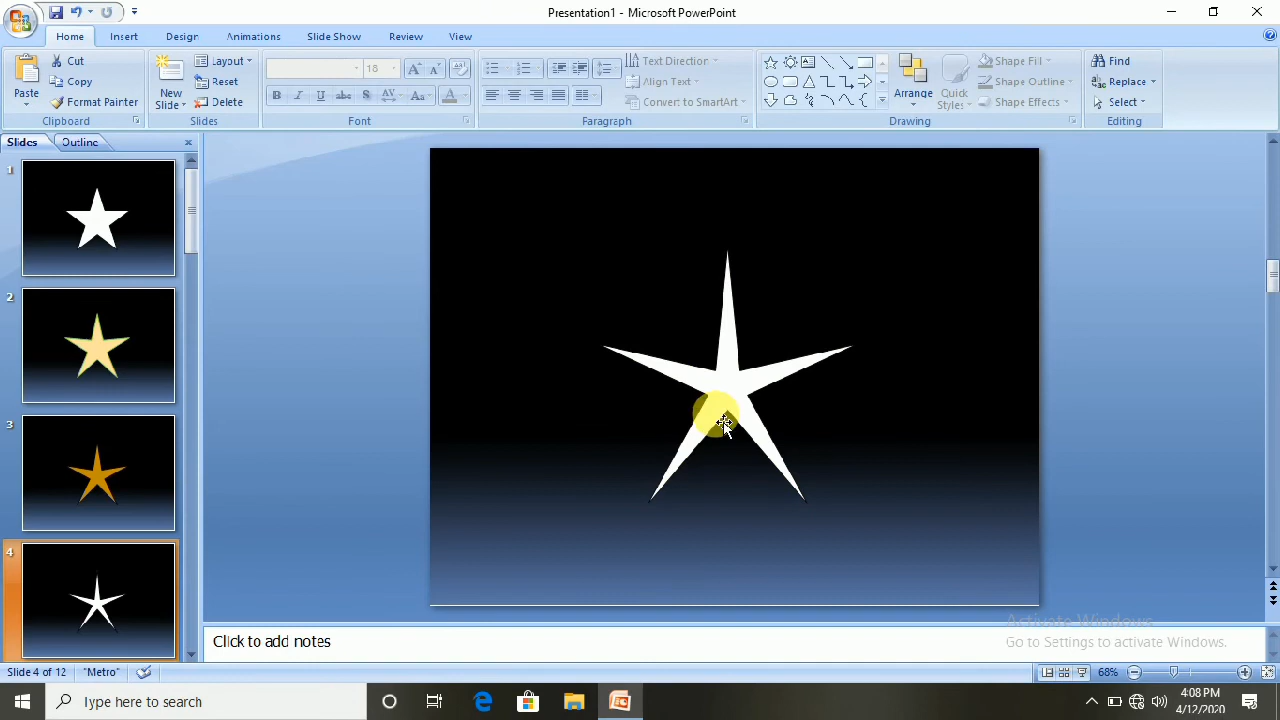 Presentation1 - Microsoft PowerPoint
Home Insert Design Animations Slide Show Review View
Paste
Cut
Copy
Format Painter
Clipboard
New Slide
Layout
Reset
Delete
Slides
18
B I U abc S AV Aa A
Font
Text Direction
Align Text
Convert to SmartArt
Paragraph
Arrange
Quick Styles
Shape Fill
Shape Outline
Shape Effects
Drawing
Find
Replace
Select
Editing
Slides Outline
1
2
3
4
Click to add notes
Activate Windows
Go to Settings to activate Windows.
Slide 4 of 12 "Metro" 68%
Type here to search
4:08 PM
4/12/2020